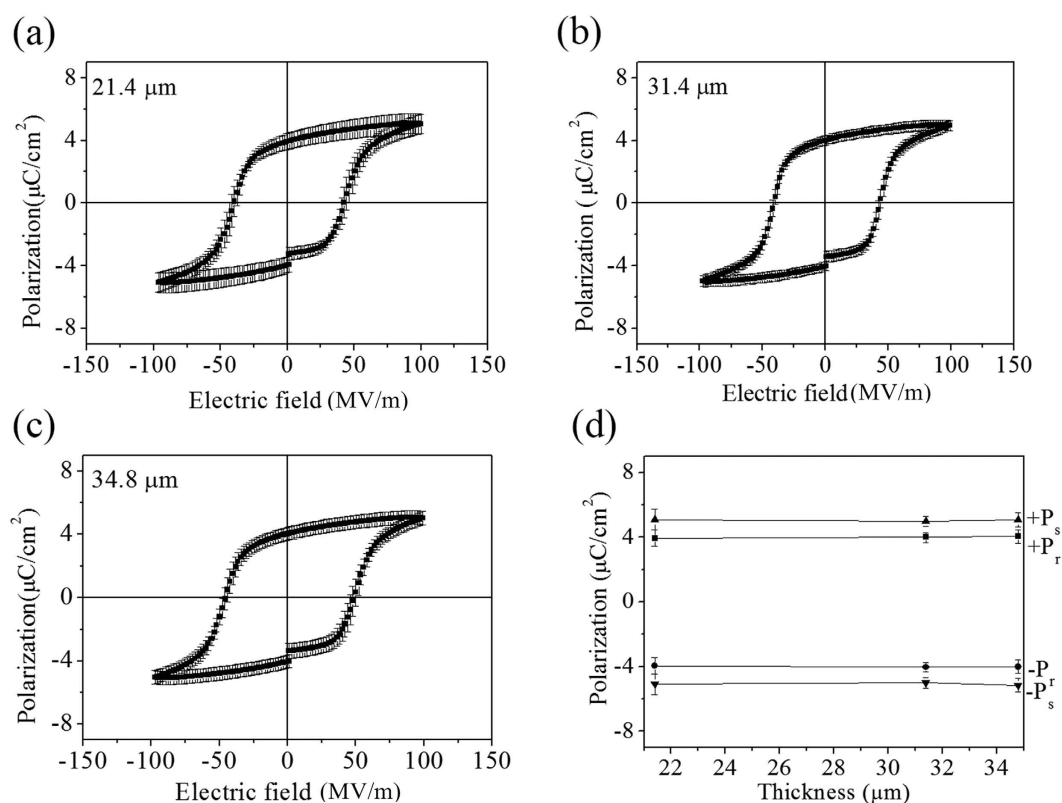 (a)
21.4 μm
Polarization(μC/cm²)
8
4
0
-4
-8
-150 -100 -50 0 50 100 150
Electric field (MV/m)
(b)
31.4 μm
Polarization ( μC/cm²)
8
4
0
-4
-8
-150 -100 -50 0 50 100 150
Electric field(MV/m)
(c)
34.8 μm
Polarization(μC/cm²)
8
4
0
-4
-8
-150 -100 -50 0 50 100 150
Electric field (MV/m)
(d)
Polarization (μC/cm²)
8
4
0
-4
-8
+Ps
+Pr
-Pr
-Ps
22 24 26 28 30 32 34
Thickness (μm)